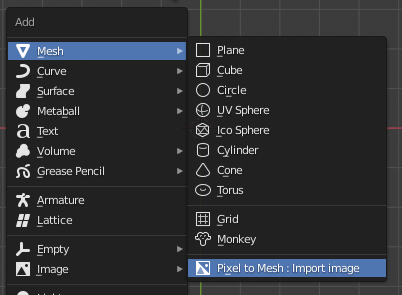 Add
Mesh
Curve
Surface
Metaball
Text
Volume
Grease Pencil
Armature
Lattice
Empty
Image
Plane
Cube
Circle
UV Sphere
Ico Sphere
Cylinder
Cone
Torus
Grid
Monkey
Pixel to Mesh : Import image